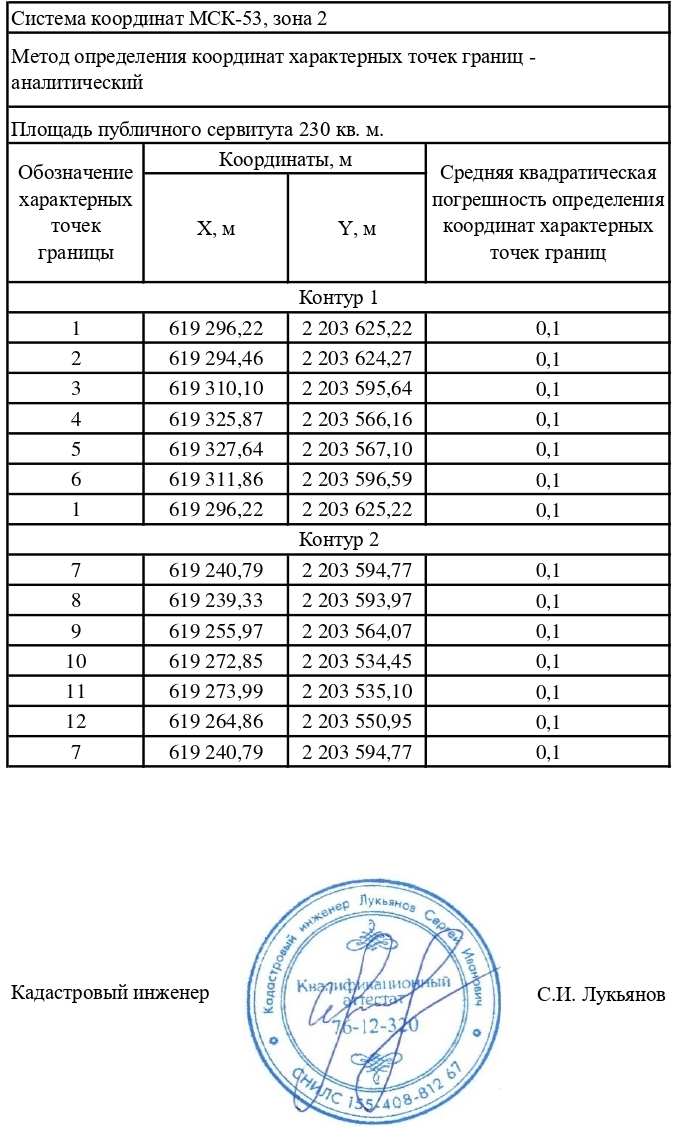 Система координат МСК-53, зона 2
Метод определения координат характерных точек границ -
аналитический
Площадь публичного сервитута 230 кв. м.
Обозначение
характерных
точек
границы
Координаты, м
X, м
Y, м
Средняя квадратическая
погрешность определения
координат характерных
точек границ
Контур 1
1 619 296,22 2 203 625,22 0,1
2 619 294,46 2 203 624,27 0,1
3 619 310,10 2 203 595,64 0,1
4 619 325,87 2 203 566,16 0,1
5 619 327,64 2 203 567,10 0,1
6 619 311,86 2 203 596,59 0,1
1 619 296,22 2 203 625,22 0,1
Контур 2
7 619 240,79 2 203 594,77 0,1
8 619 239,33 2 203 593,97 0,1
9 619 255,97 2 203 564,07 0,1
10 619 272,85 2 203 534,45 0,1
11 619 273,99 2 203 535,10 0,1
12 619 264,86 2 203 550,95 0,1
7 619 240,79 2 203 594,77 0,1
Кадастровый инженер
Кадастровый инженер Лукьянов Сергей Иванович
Квалификационный
аттестат
76-12-320
СНИЛС 155-408-812 67
С.И. Лукьянов